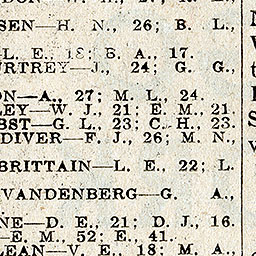 SEN—H. N., 26; B. L.,
L. E., 18; B. A., 17.
URTREY—J., 24; G. G.,
ON—A., 27; M. L., 24.
LEY—W. J., 21; E. M., 21.
BST—G. L., 23; C. H., 23.
DIVER—F. J., 26; M. N.,
BRITTAIN—L. E., 22; L.
VANDENBERG—G. A.,
NE—D. E., 21; D. J., 16.
—E. M., 52; E., 41.
LEAN—V. E., 18; M. A.,